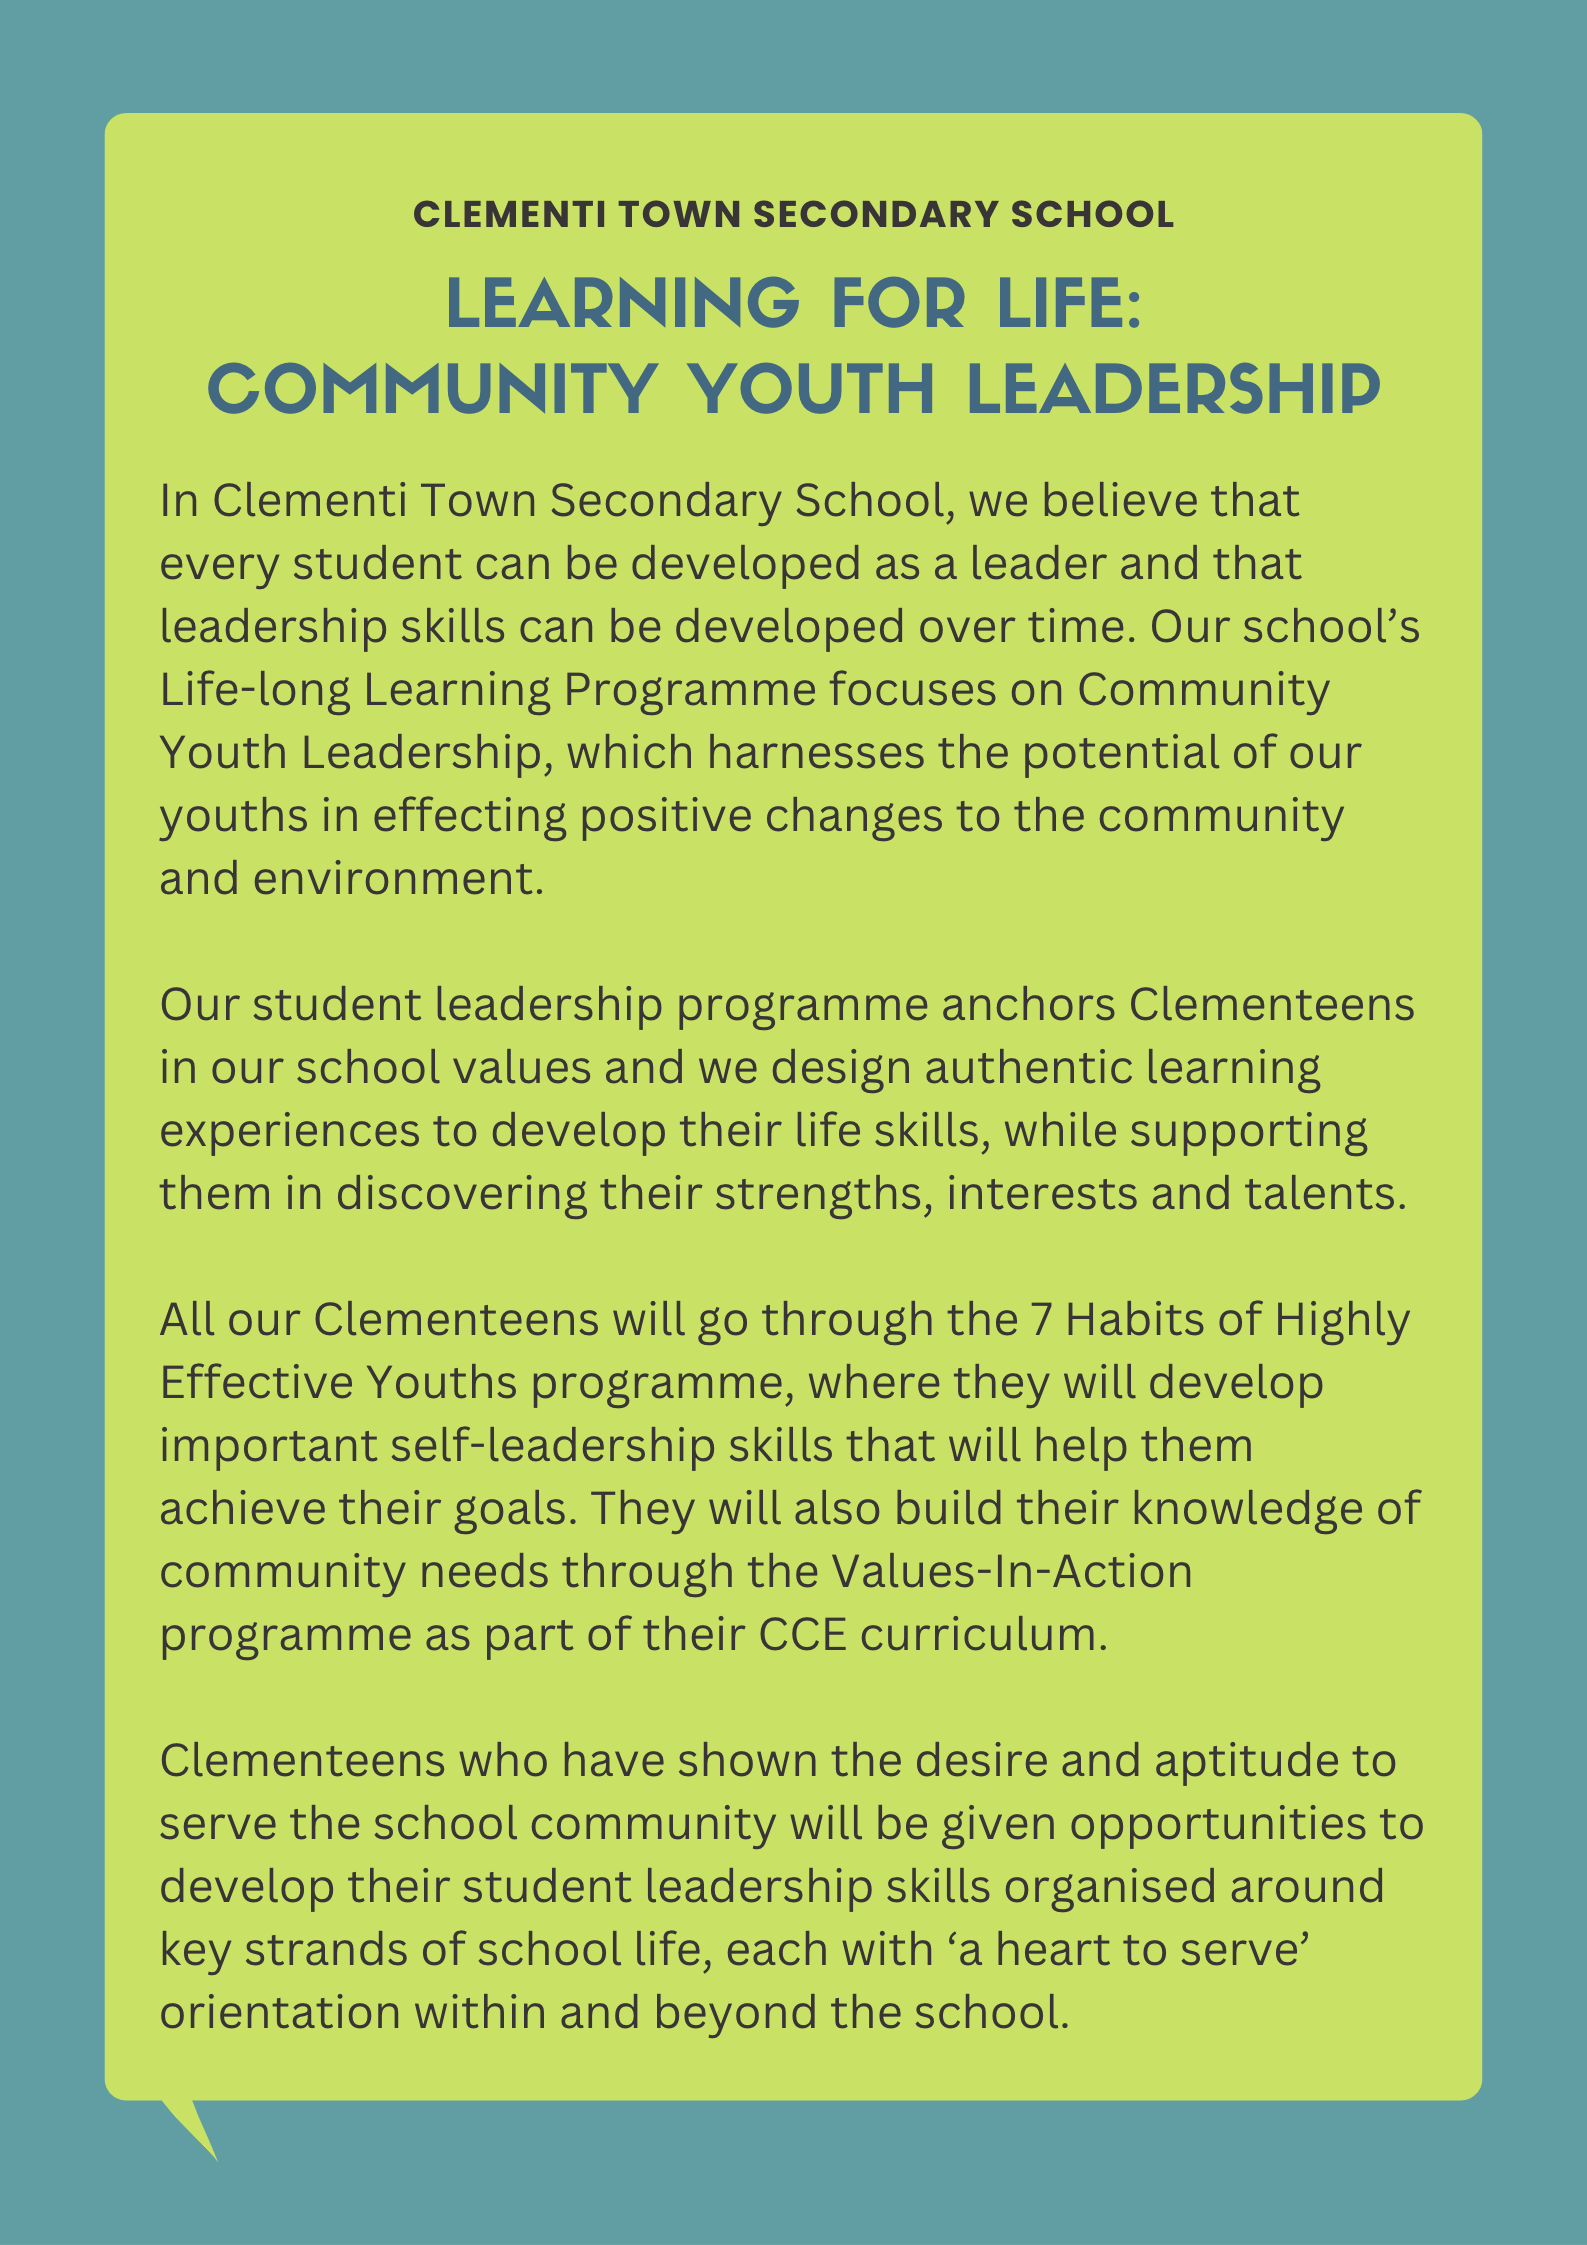 CLEMENTI TOWN SECONDARY SCHOOL
LEARNING FOR LIFE:
COMMUNITY YOUTH LEADERSHIP
In Clementi Town Secondary School, we believe that
every student can be developed as a leader and that
leadership skills can be developed over time. Our school’s
Life-long Learning Programme focuses on Community
Youth Leadership, which harnesses the potential of our
youths in effecting positive changes to the community
and environment.
Our student leadership programme anchors Clementeens
in our school values and we design authentic learning
experiences to develop their life skills, while supporting
them in discovering their strengths, interests and talents.
All our Clementeens will go through the 7 Habits of Highly
Effective Youths programme, where they will develop
important self-leadership skills that will help them
achieve their goals. They will also build their knowledge of
community needs through the Values-In-Action
programme as part of their CCE curriculum.
Clementeens who have shown the desire and aptitude to
serve the school community will be given opportunities to
develop their student leadership skills organised around
key strands of school life, each with ‘a heart to serve’
orientation within and beyond the school.